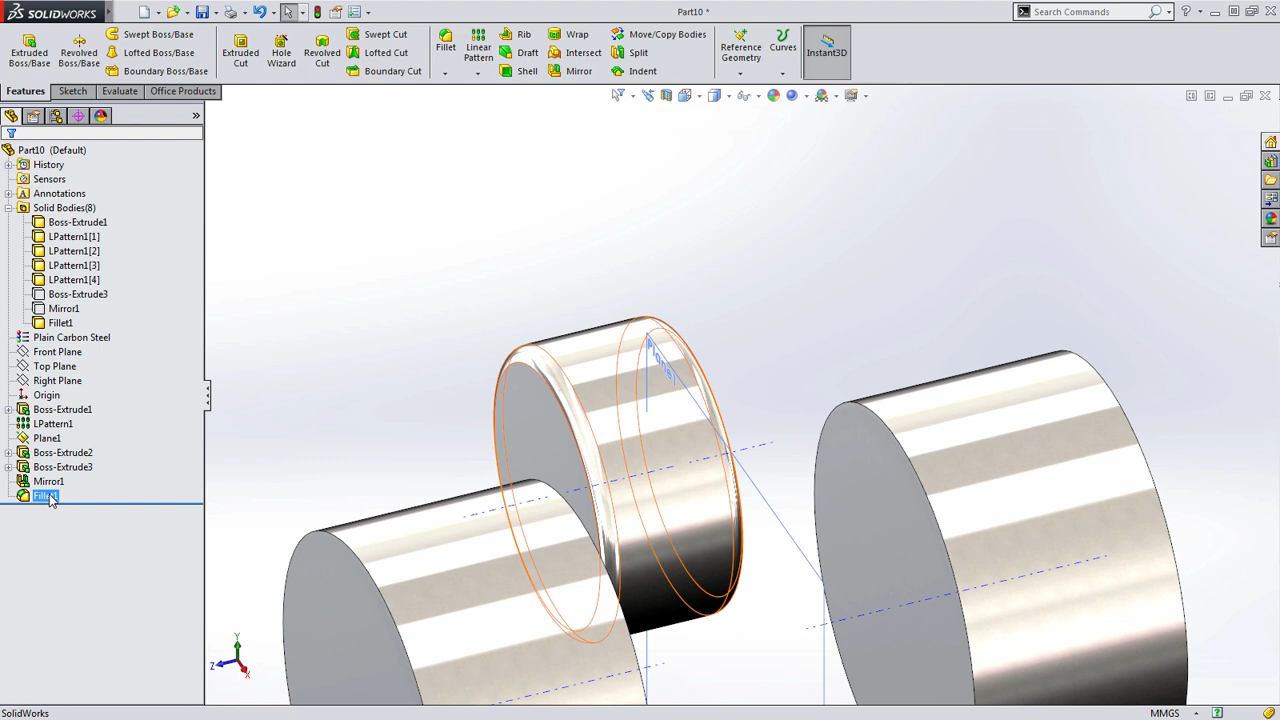 SOLIDWORKS
Part10 *
Search Commands
Extruded Boss/Base
Revolved Boss/Base
Swept Boss/Base
Lofted Boss/Base
Boundary Boss/Base
Extruded Cut
Hole Wizard
Revolved Cut
Swept Cut
Lofted Cut
Boundary Cut
Fillet
Linear Pattern
Rib
Draft
Shell
Wrap
Intersect
Mirror
Move/Copy Bodies
Split
Indent
Reference Geometry
Curves
Instant3D
Features
Sketch
Evaluate
Office Products
Part10 (Default)
History
Sensors
Annotations
Solid Bodies(8)
Boss-Extrude1
LPattern1[1]
LPattern1[2]
LPattern1[3]
LPattern1[4]
Boss-Extrude3
Mirror1
Fillet1
Plain Carbon Steel
Front Plane
Top Plane
Right Plane
Origin
Boss-Extrude1
LPattern1
Plane1
Boss-Extrude2
Boss-Extrude3
Mirror1
Fillet1
Y
Z
X
SolidWorks
MMGS